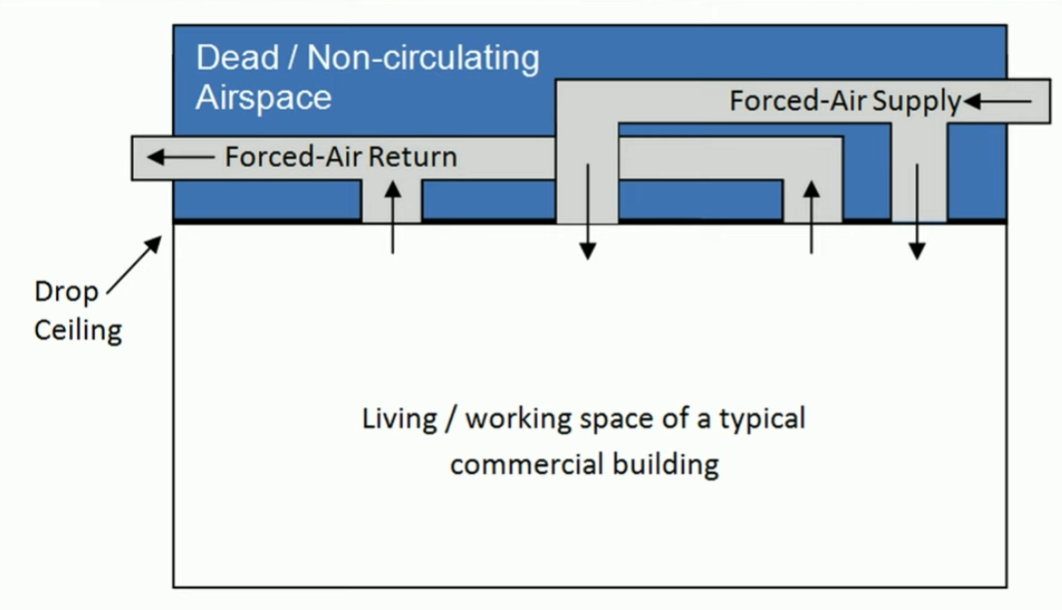 Dead / Non-circulating
Airspace
Forced-Air Supply
Forced-Air Return
Drop
Ceiling
Living / working space of a typical
commercial building